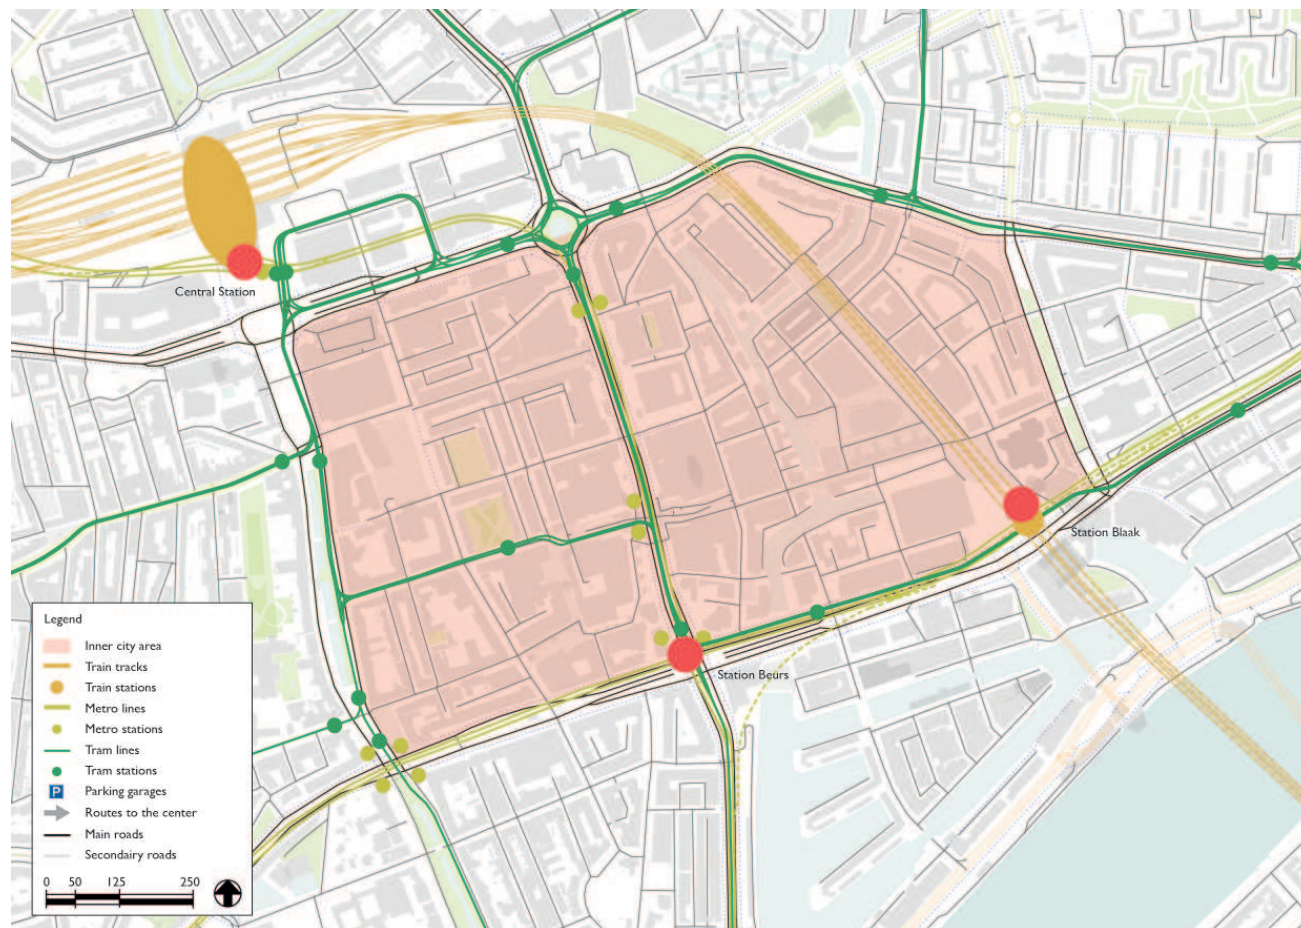 Central Station
Station Blaak
Station Beurs
Legend
Inner city area
Train tracks
Train stations
Metro lines
Metro stations
Tram lines
Tram stations
P Parking garages
Routes to the center
Main roads
Secondairy roads
0 50 125 250